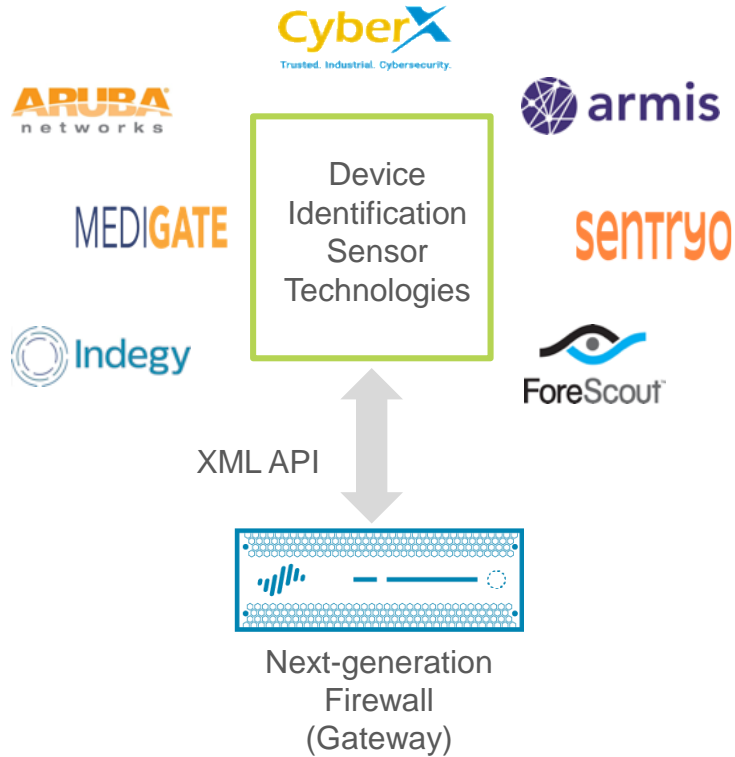 CyberX
Trusted. Industrial. Cybersecurity.
ARUBA®
networks
armis
Device
Identification
Sensor
Technologies
MEDIGATE
sentryo
Indegy
ForeScout™
XML API
Next-generation
Firewall
(Gateway)